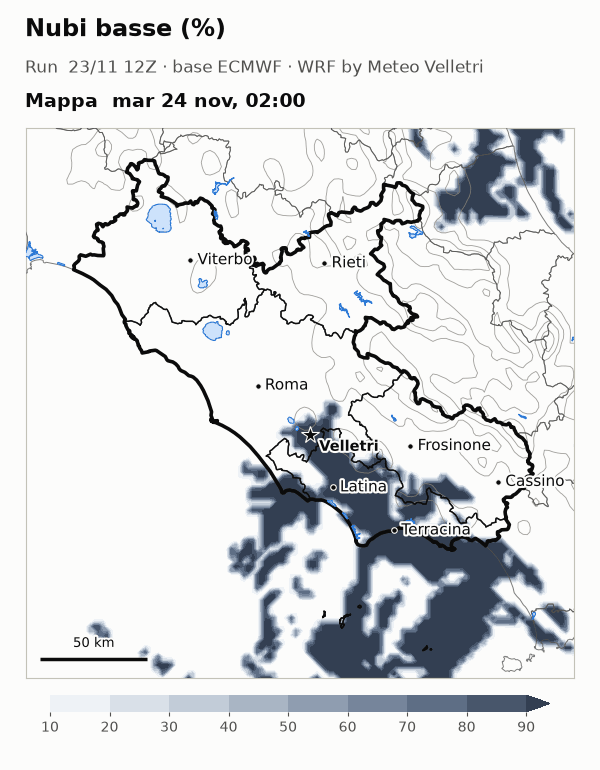 Nubi basse (%)
Run 23/11 12Z · base ECMWF · WRF by Meteo Velletri
Mappa mar 24 nov, 02:00
Viterbo
Rieti
Roma
Velletri
Frosinone
Cassino
Latina
Terracina
50 km
10 20 30 40 50 60 70 80 90